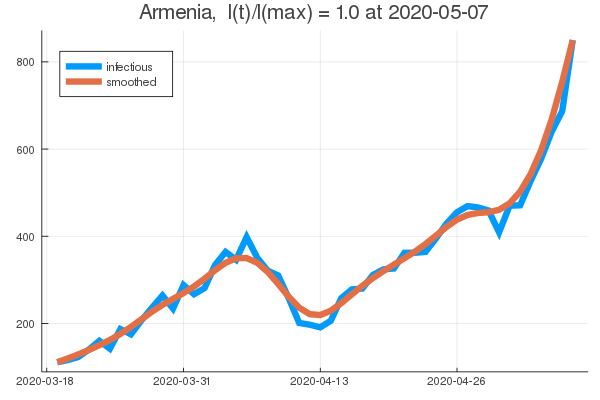 Armenia, I(t)/I(max) = 1.0 at 2020-05-07
infectious
smoothed
800
600
400
200
2020-03-18 2020-03-31 2020-04-13 2020-04-26